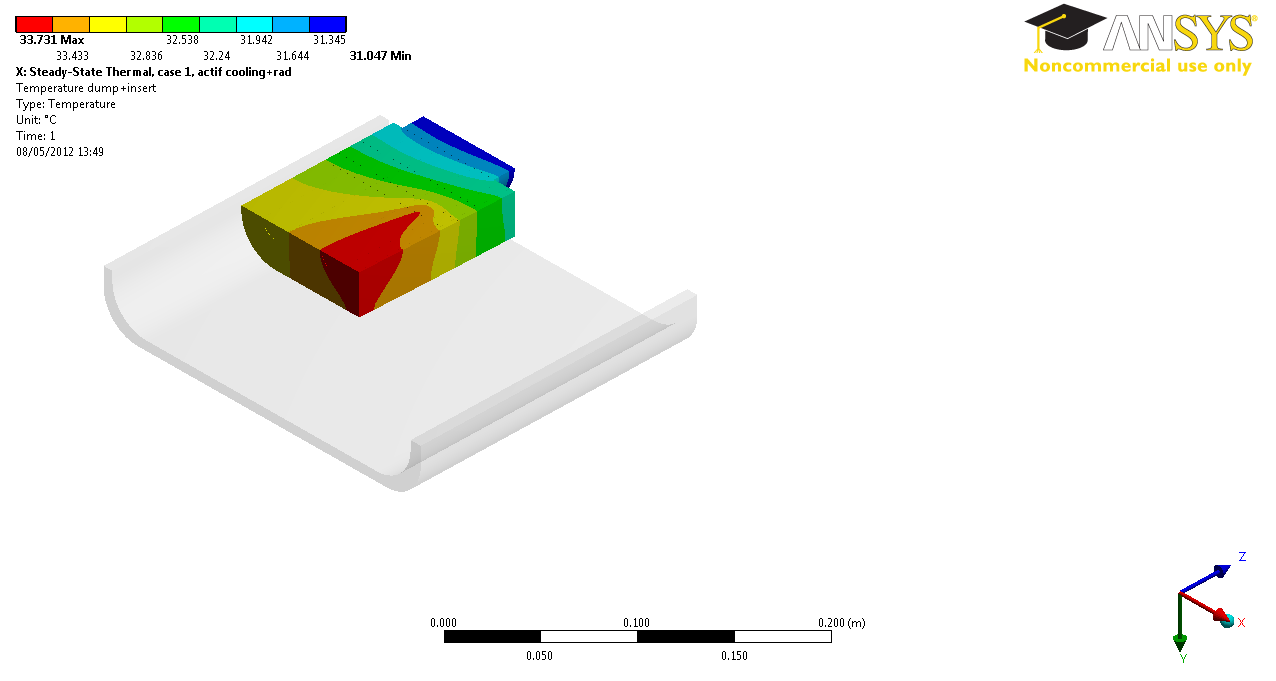 33.731 Max
32.538
31.942
31.345
33.433
32.836
32.24
31.644
31.047 Min
X: Steady-State Thermal, case 1, actif cooling+rad
Temperature dump+insert
Type: Temperature
Unit: °C
Time: 1
08/05/2012 13:49
ANSYS
Noncommercial use only
0.000
0.100
0.200 (m)
0.050
0.150
Z
X
Y